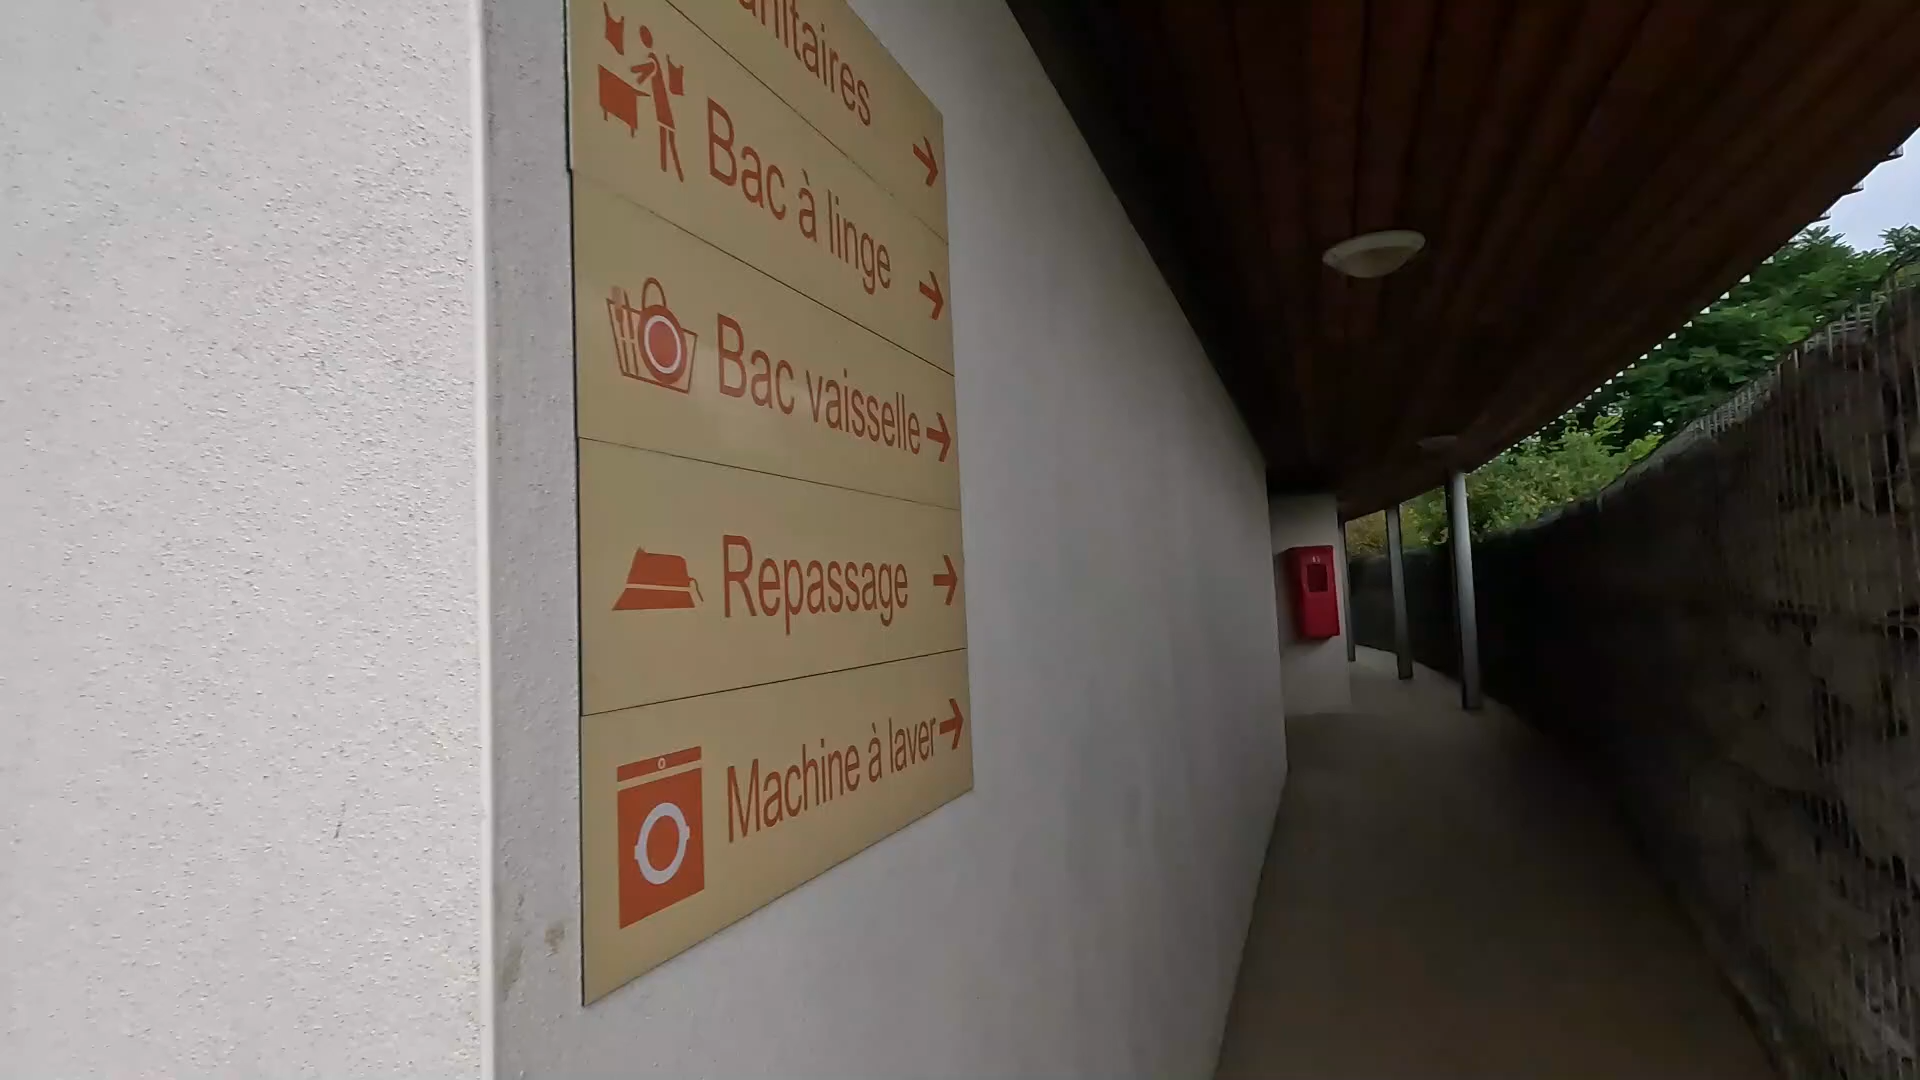 Bac à linge
Bac vaisselle
Repassage
Machine à laver